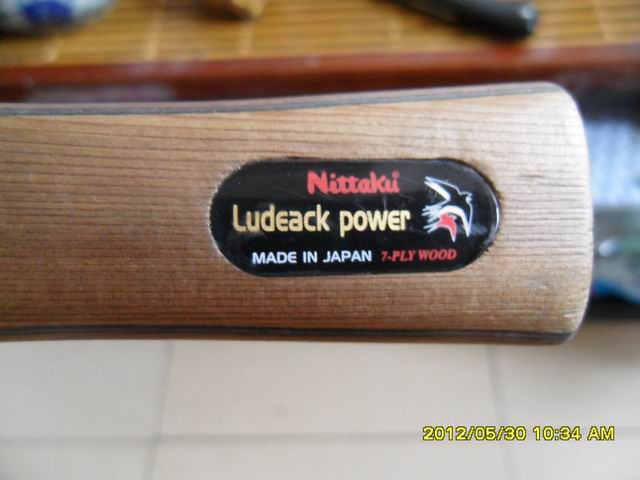 Nittaku
Ludeack power
MADE IN JAPAN 7-PLY WOOD
2012/05/30 10:34 AM